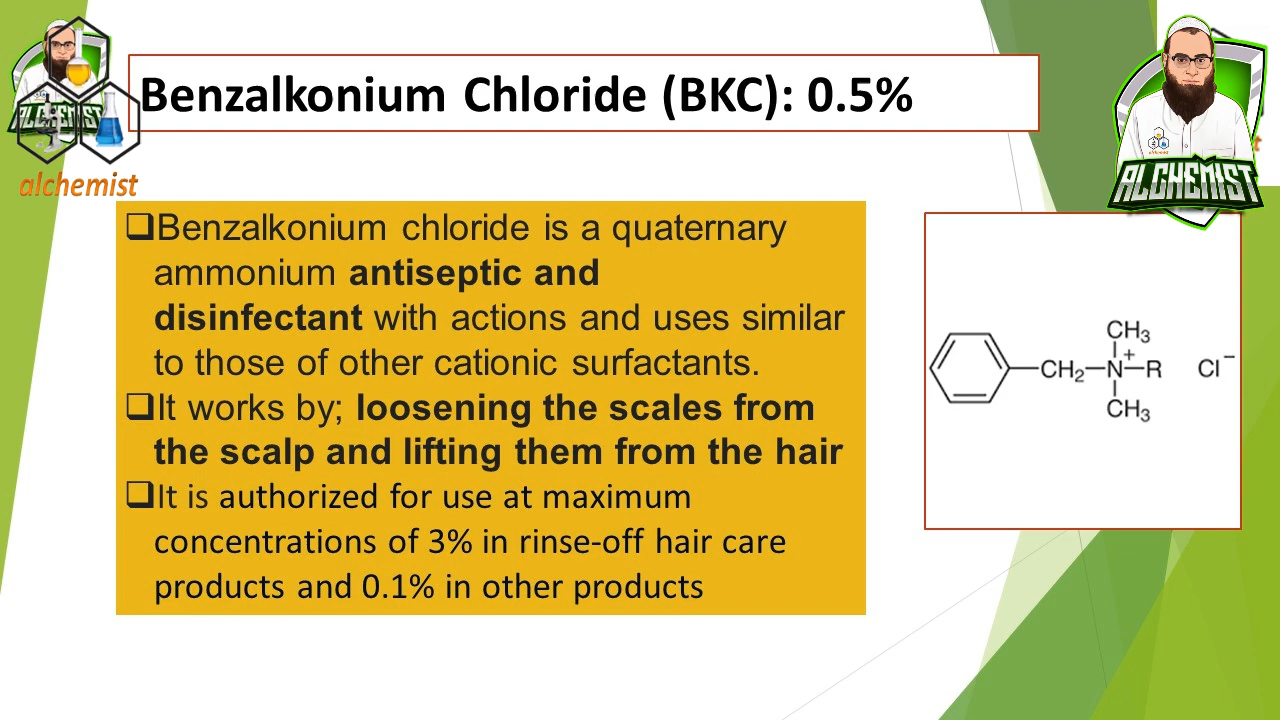 Benzalkonium Chloride (BKC): 0.5%
ALCHEMIST
alchemist
ALCHEMIST
❑Benzalkonium chloride is a quaternary
ammonium antiseptic and
disinfectant with actions and uses similar
to those of other cationic surfactants.
❑It works by; loosening the scales from
the scalp and lifting them from the hair
❑It is authorized for use at maximum
concentrations of 3% in rinse-off hair care
products and 0.1% in other products
CH3
CH2—N+—R Cl−
CH3